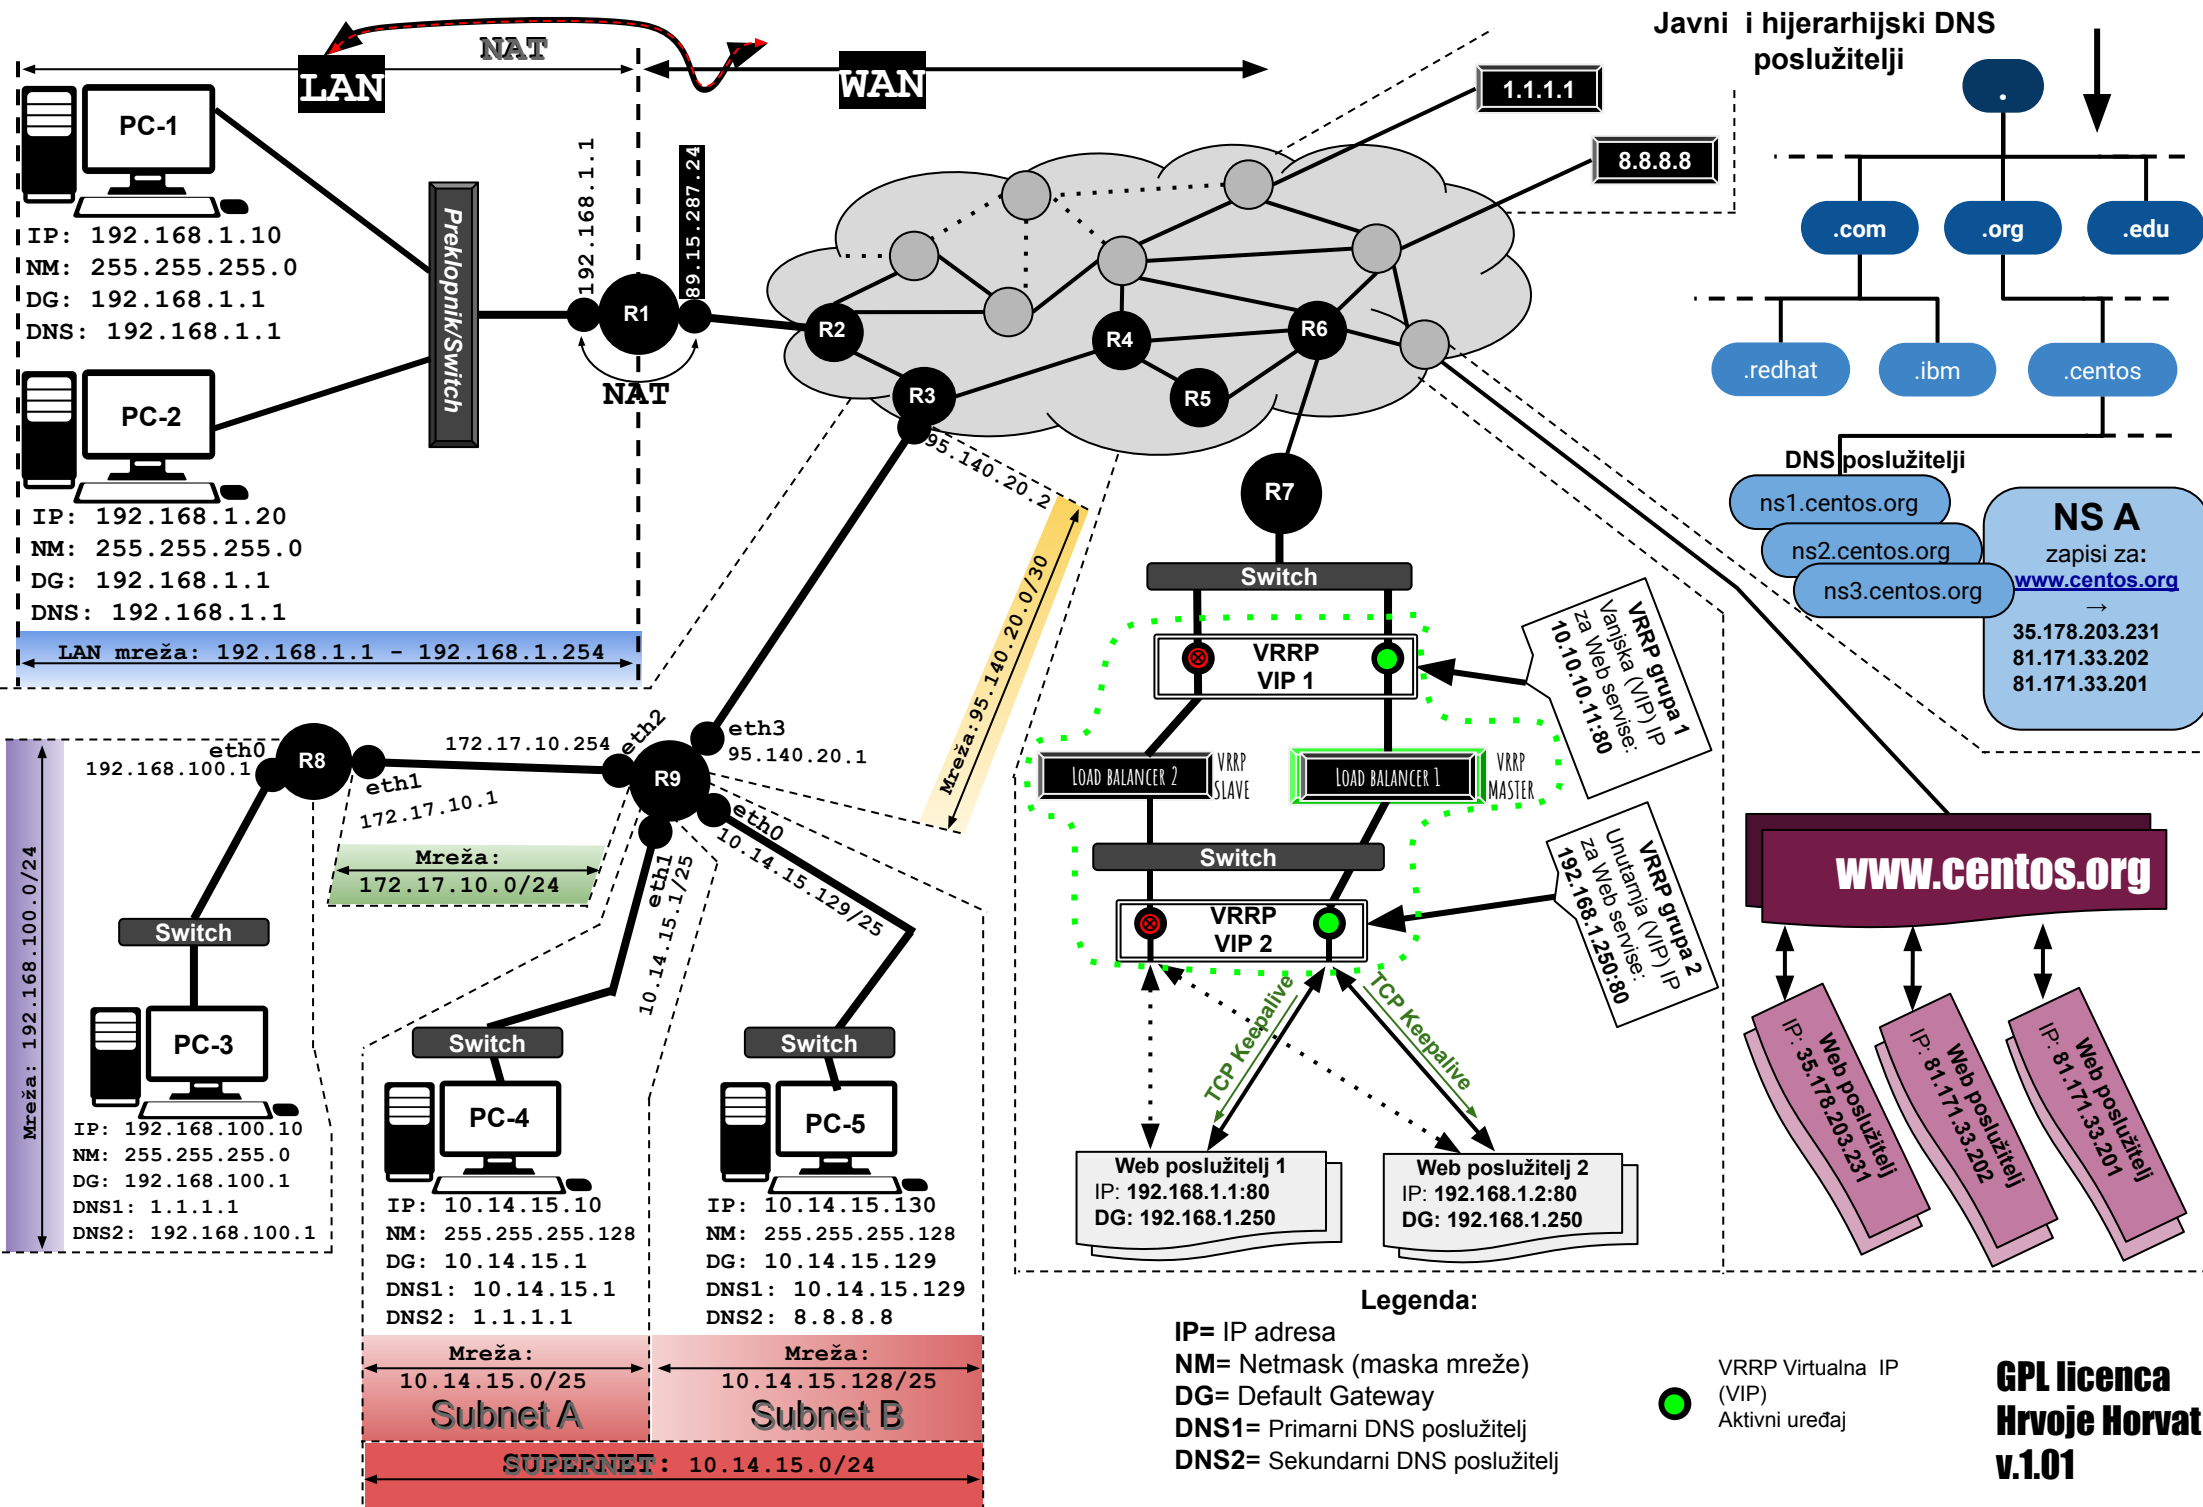 Javni i hijerarhijski DNS
poslužitelji
NAT
LAN
WAN
1.1.1.1
8.8.8.8
.
.com
.org
.edu
.redhat
.ibm
.centos
DNS poslužitelji
ns1.centos.org
ns2.centos.org
ns3.centos.org
NS A
zapisi za:
www.centos.org
→
35.178.203.231
81.171.33.202
81.171.33.201
PC-1
IP: 192.168.1.10
NM: 255.255.255.0
DG: 192.168.1.1
DNS: 192.168.1.1
PC-2
IP: 192.168.1.20
NM: 255.255.255.0
DG: 192.168.1.1
DNS: 192.168.1.1
LAN mreža: 192.168.1.1 - 192.168.1.254
Preklopnik/Switch
192.168.1.1
R1
89.15.287.24
NAT
R2
R3
R4
R5
R6
R7
95.140.20.2
Mreža:95.140.20.0/30
Switch
VRRP
VIP 1
VRRP grupa 1
Vanjska (VIP) IP
za Web servise:
10.10.10.11:80
LOAD BALANCER 2
VRRP
SLAVE
LOAD BALANCER 1
VRRP
MASTER
Switch
VRRP
VIP 2
VRRP grupa 2
Unutarnja (VIP) IP
za Web servise:
192.168.1.250:80
TCP Keepalive
TCP Keepalive
Web poslužitelj 1
IP: 192.168.1.1:80
DG: 192.168.1.250
Web poslužitelj 2
IP: 192.168.1.2:80
DG: 192.168.1.250
www.centos.org
Web poslužitelj
IP: 35.178.203.231
Web poslužitelj
IP: 81.171.33.202
Web poslužitelj
IP: 81.171.33.201
eth0
192.168.100.1
R8
eth1
172.17.10.1
172.17.10.254
eth2
R9
eth3
95.140.20.1
eth0
10.14.15.129/25
eth1
10.14.15.1/25
Mreža:
172.17.10.0/24
Mreža: 192.168.100.0/24
Switch
PC-3
IP: 192.168.100.10
NM: 255.255.255.0
DG: 192.168.100.1
DNS1: 1.1.1.1
DNS2: 192.168.100.1
Switch
PC-4
IP: 10.14.15.10
NM: 255.255.255.128
DG: 10.14.15.1
DNS1: 10.14.15.1
DNS2: 1.1.1.1
Mreža:
10.14.15.0/25
Subnet A
Switch
PC-5
IP: 10.14.15.130
NM: 255.255.255.128
DG: 10.14.15.129
DNS1: 10.14.15.129
DNS2: 8.8.8.8
Mreža:
10.14.15.128/25
Subnet B
SUPERNET: 10.14.15.0/24
Legenda:
IP= IP adresa
NM= Netmask (maska mreže)
DG= Default Gateway
DNS1= Primarni DNS poslužitelj
DNS2= Sekundarni DNS poslužitelj
VRRP Virtualna IP
(VIP)
Aktivni uređaj
GPL licenca
Hrvoje Horvat
v.1.01